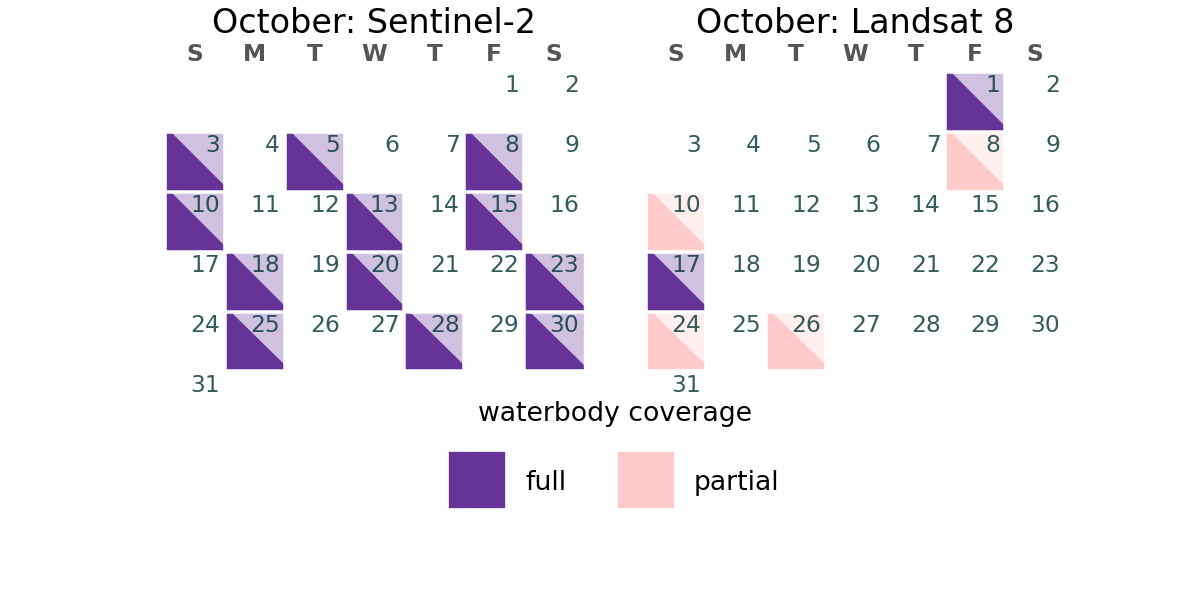 October: Sentinel-2
S M T W T F S
1 2
3 4 5 6 7 8 9
10 11 12 13 14 15 16
17 18 19 20 21 22 23
24 25 26 27 28 29 30
31
October: Landsat 8
S M T W T F S
1 2
3 4 5 6 7 8 9
10 11 12 13 14 15 16
17 18 19 20 21 22 23
24 25 26 27 28 29 30
31
waterbody coverage
full
partial